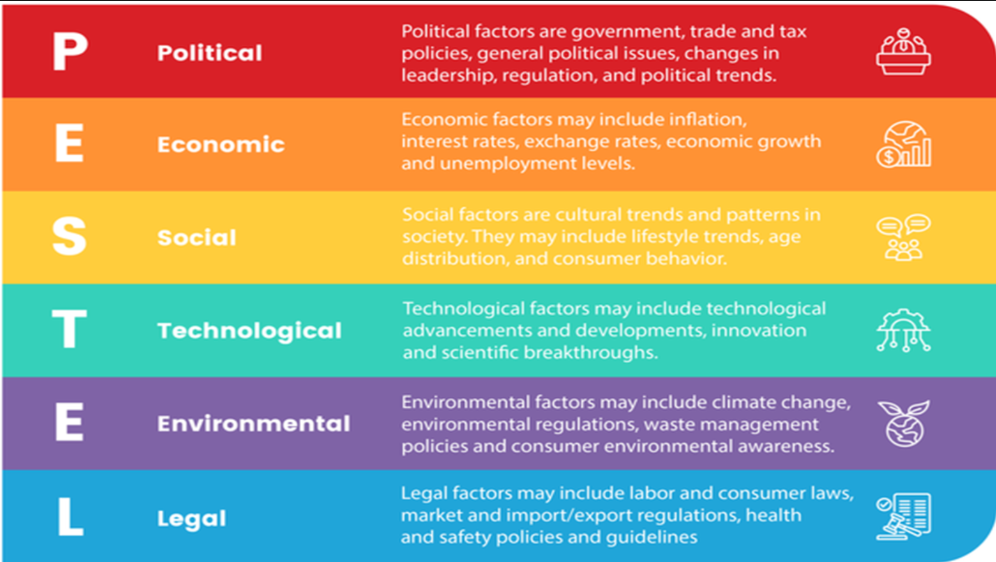 P
Political
Political factors are government, trade and tax
policies, general political issues, changes in
leadership, regulation, and political trends.
E
Economic
Economic factors may include inflation,
interest rates, exchange rates, economic growth
and unemployment levels.
S
Social
Social factors are cultural trends and patterns in
society. They may include lifestyle trends, age
distribution, and consumer behavior.
T
Technological
Technological factors may include technological
advancements and developments, innovation
and scientific breakthroughs.
E
Environmental
Environmental factors may include climate change,
environmental regulations, waste management
policies and consumer environmental awareness.
L
Legal
Legal factors may include labor and consumer laws,
market and import/export regulations, health
and safety policies and guidelines